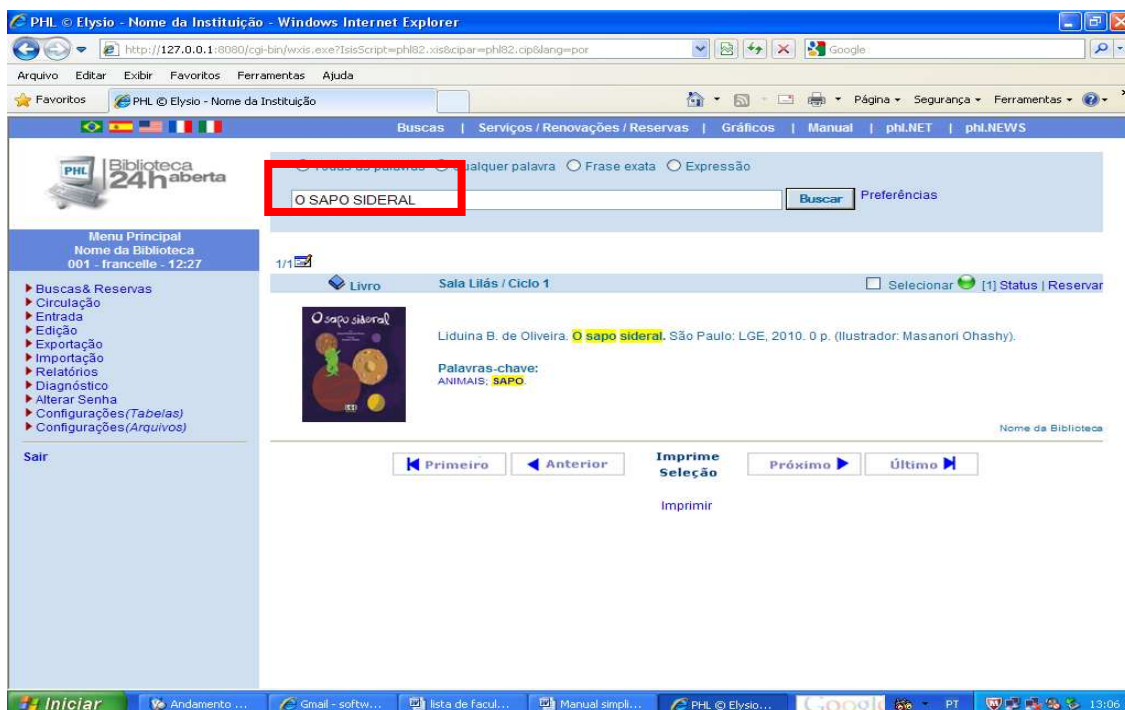 PHL © Elysio - Nome da Instituição - Windows Internet Explorer
http://127.0.0.1:8080/cgi-bin/wxis.exe?IsisScript=phl82.xis&cipar=phl82.cip&lang=por
Google
Arquivo Editar Exibir Favoritos Ferramentas Ajuda
Favoritos PHL © Elysio - Nome da Instituição Página Segurança Ferramentas
Buscas | Serviços / Renovações / Reservas | Gráficos | Manual | phl.NET | phl.NEWS
PHL Biblioteca 24h aberta
Todas as palavras Qualquer palavra Frase exata Expressão
O SAPO SIDERAL Buscar Preferências
Menu Principal
Nome da Biblioteca
001 - francelle - 12:27
1/1
Livro Sala Lilás / Ciclo 1 Selecionar [1] Status | Reservar
Buscas& Reservas
Circulação
Entrada
Edição
Exportação
Importação
Relatórios
Diagnóstico
Alterar Senha
Configurações(Tabelas)
Configurações(Arquivos)
Sair
O sapo sideral
Liduina B. de Oliveira. O sapo sideral. São Paulo: LGE, 2010. 0 p. (Ilustrador: Masanori Ohashy).
Palavras-chave:
ANIMAIS; SAPO.
Nome da Biblioteca
Primeiro Anterior Imprime Seleção Próximo Último
Imprimir
Iniciar Andamento ... Gmail - softw... lista de facul... Manual simpli... PHL © Elysio... Google PT 13:06